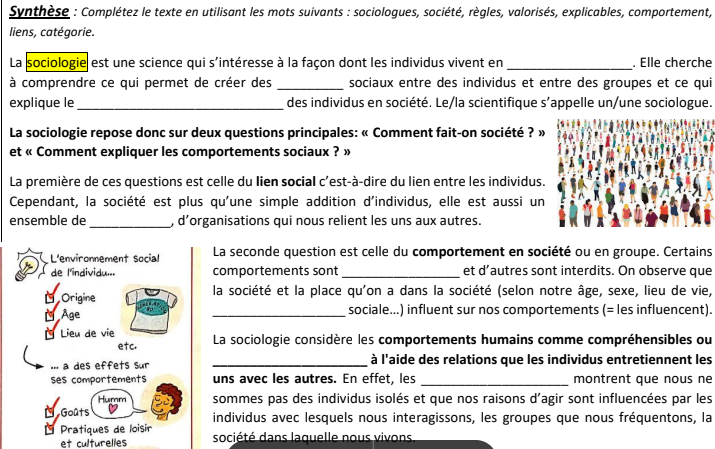 Synthèse : Complétez le texte en utilisant les mots suivants : sociologues, société, règles, valorisés, explicables, comportement,
liens, catégorie.
La sociologie est une science qui s’intéresse à la façon dont les individus vivent en __________________. Elle cherche
à comprendre ce qui permet de créer des __________ sociaux entre des individus et entre des groupes et ce qui
explique le ______________________________ des individus en société. Le/la scientifique s’appelle un/une sociologue.
La sociologie repose donc sur deux questions principales: « Comment fait-on société ? »
et « Comment expliquer les comportements sociaux ? »
La première de ces questions est celle du lien social c’est-à-dire du lien entre les individus.
Cependant, la société est plus qu’une simple addition d’individus, elle est aussi un
ensemble de ____________, d’organisations qui nous relient les uns aux autres.
L'environnement social
de l'individu...
Origine
Âge
Lieu de vie
etc.
... a des effets sur
ses comportements
Humm
Goûts
Pratiques de loisir
et culturelles
La seconde question est celle du comportement en société ou en groupe. Certains
comportements sont _________________ et d’autres sont interdits. On observe que
la société et la place qu’on a dans la société (selon notre âge, sexe, lieu de vie,
___________________ sociale…) influent sur nos comportements (= les influencent).
La sociologie considère les comportements humains comme compréhensibles ou
______________________ à l'aide des relations que les individus entretiennent les
uns avec les autres. En effet, les _____________________ montrent que nous ne
sommes pas des individus isolés et que nos raisons d’agir sont influencées par les
individus avec lesquels nous interagissons, les groupes que nous fréquentons, la
société dans laquelle nous vivons.